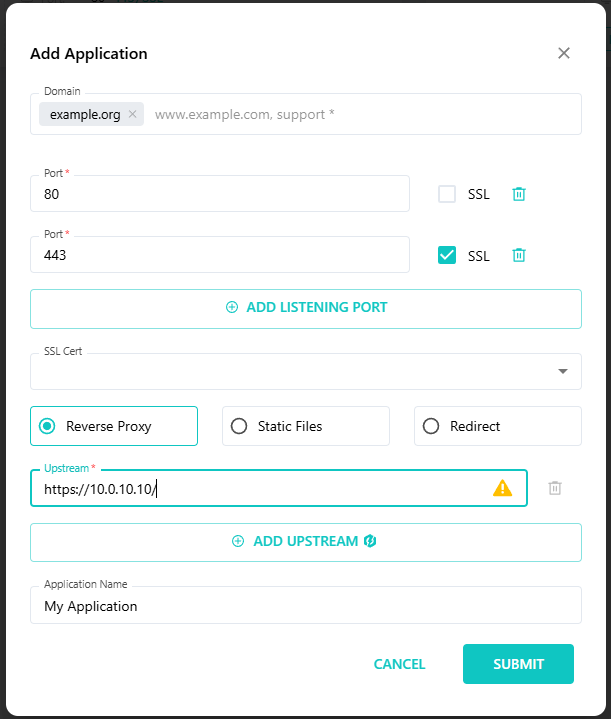 Add Application
Domain
example.org
www.example.com, support *
Port *
80
SSL
Port *
443
SSL
ADD LISTENING PORT
SSL Cert
Reverse Proxy
Static Files
Redirect
Upstream *
https://10.0.10.10/
ADD UPSTREAM
Application Name
My Application
CANCEL
SUBMIT